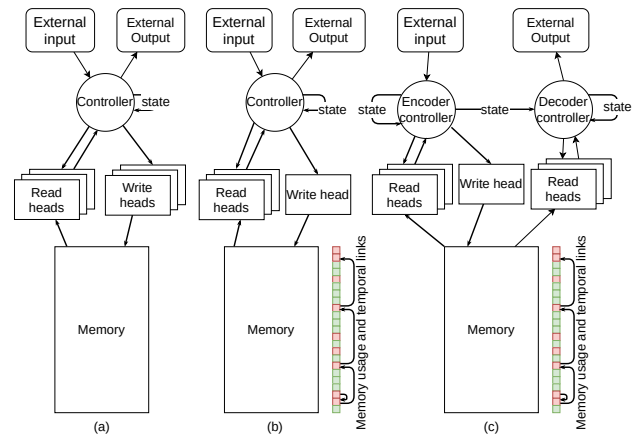 External
input
External
Output
Controller
state
Read
heads
Write
heads
Memory
(a)
External
input
External
Output
Controller
state
Read
heads
Write head
Memory
Memory usage and temporal links
(b)
External
input
External
Output
state
Encoder
controller
state
Decoder
controller
state
Read
heads
Write head
Read
heads
Memory
Memory usage and temporal links
(c)